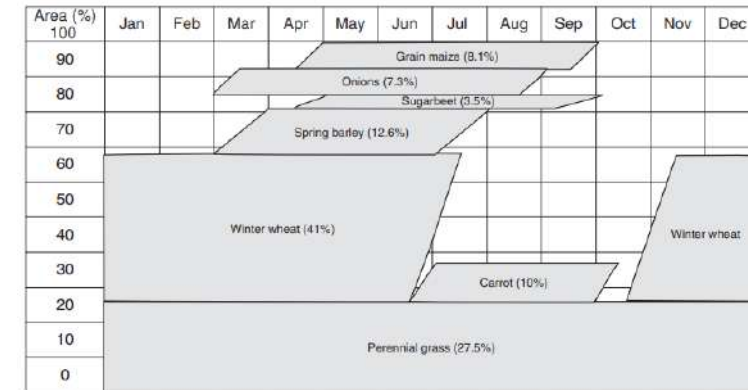 Area (%) Jan Feb Mar Apr May Jun Jul Aug Sep Oct Nov Dec
100
90
Grain maize (8.1%)
Onions (7.3%)
80
Sugarbeet (3.5%)
70
Spring barley (12.6%)
60
50
Winter wheat (41%) Winter wheat
40
30
Carrot (10%)
20
10
Perennial grass (27.5%)
0